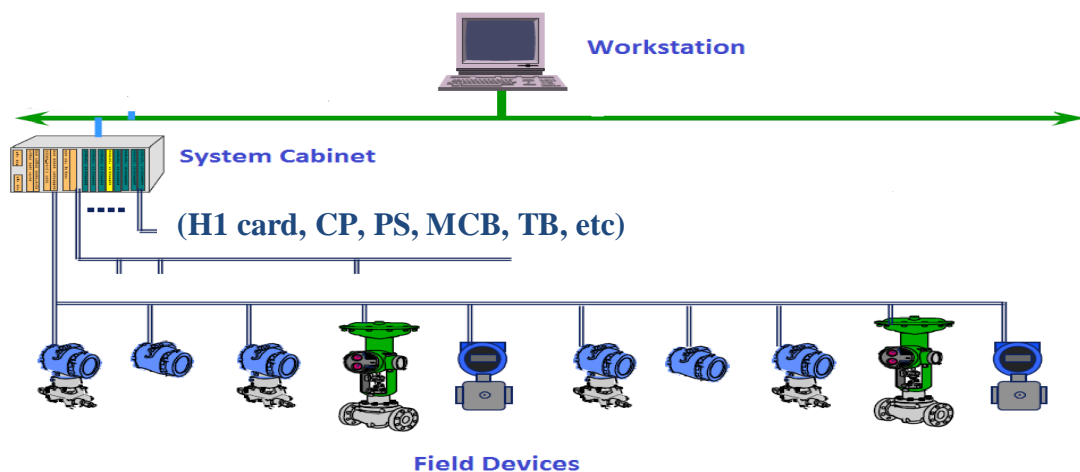 Workstation
System Cabinet
(H1 card, CP, PS, MCB, TB, etc)
Field Devices